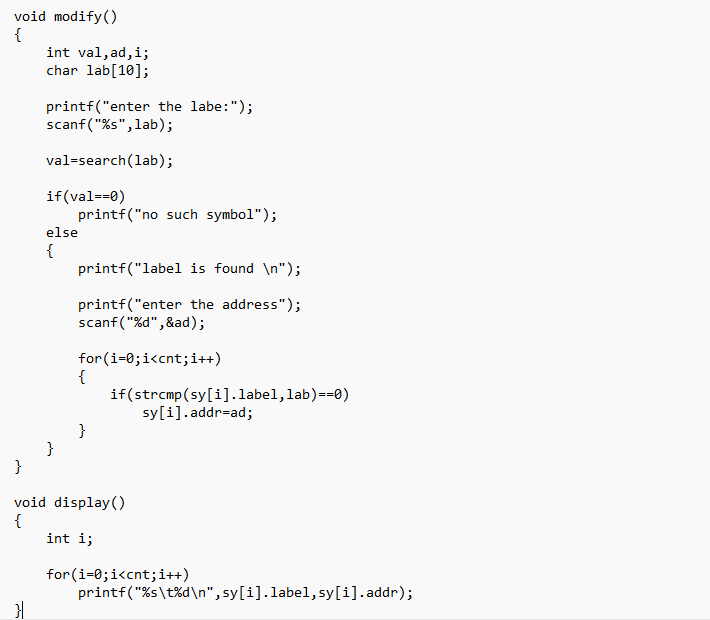 void modify()
{
    int val,ad,i;
    char lab[10];

    printf("enter the labe:");
    scanf("%s",lab);

    val=search(lab);

    if(val==0)
        printf("no such symbol");
    else
    {
        printf("label is found \n");

        printf("enter the address");
        scanf("%d",&ad);

        for(i=0;i<cnt;i++)
        {
            if(strcmp(sy[i].label,lab)==0)
                sy[i].addr=ad;
        }
    }
}

void display()
{
    int i;

    for(i=0;i<cnt;i++)
        printf("%s\t%d\n",sy[i].label,sy[i].addr);
}